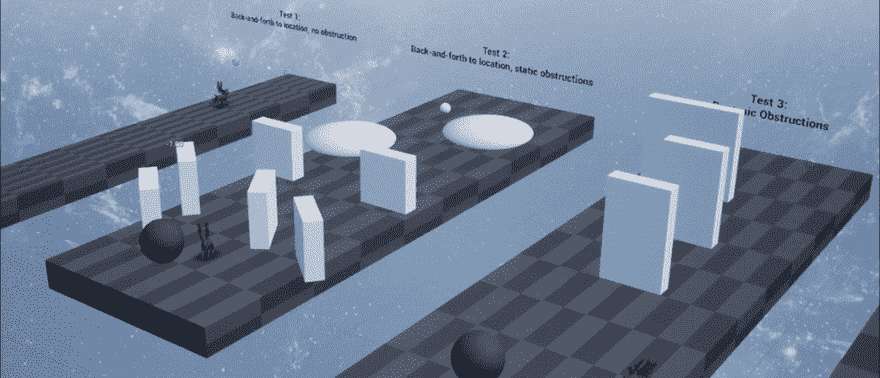 Test 1:
Back-and-forth to location, no obstruction
Test 2:
Back-and-forth to location, static obstructions
Test 3:
Obstructions